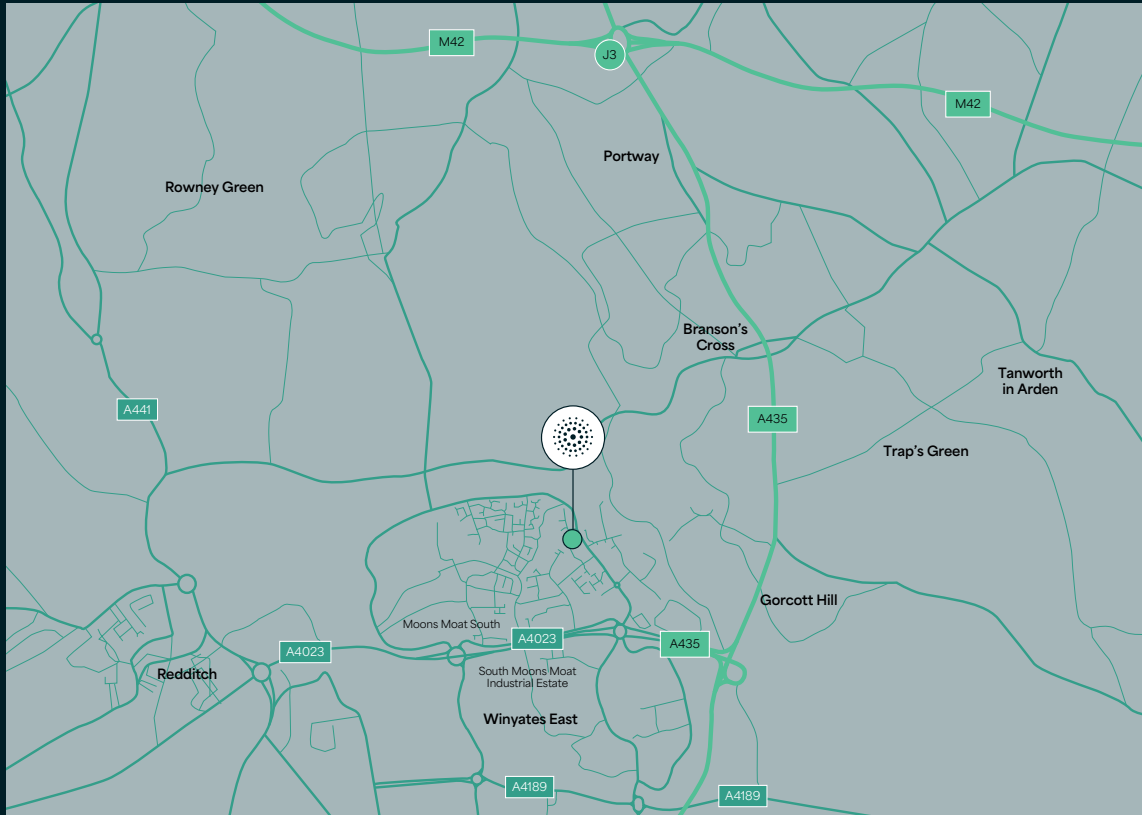 M42
J3
M42
Portway
Rowney Green
Branson's
Cross
Tanworth
in Arden
A441
A435
Trap's Green
Gorcott Hill
Moons Moat South
A4023
A435
A4023
Redditch
South Moons Moat
Industrial Estate
Winyates East
A4189
A4189